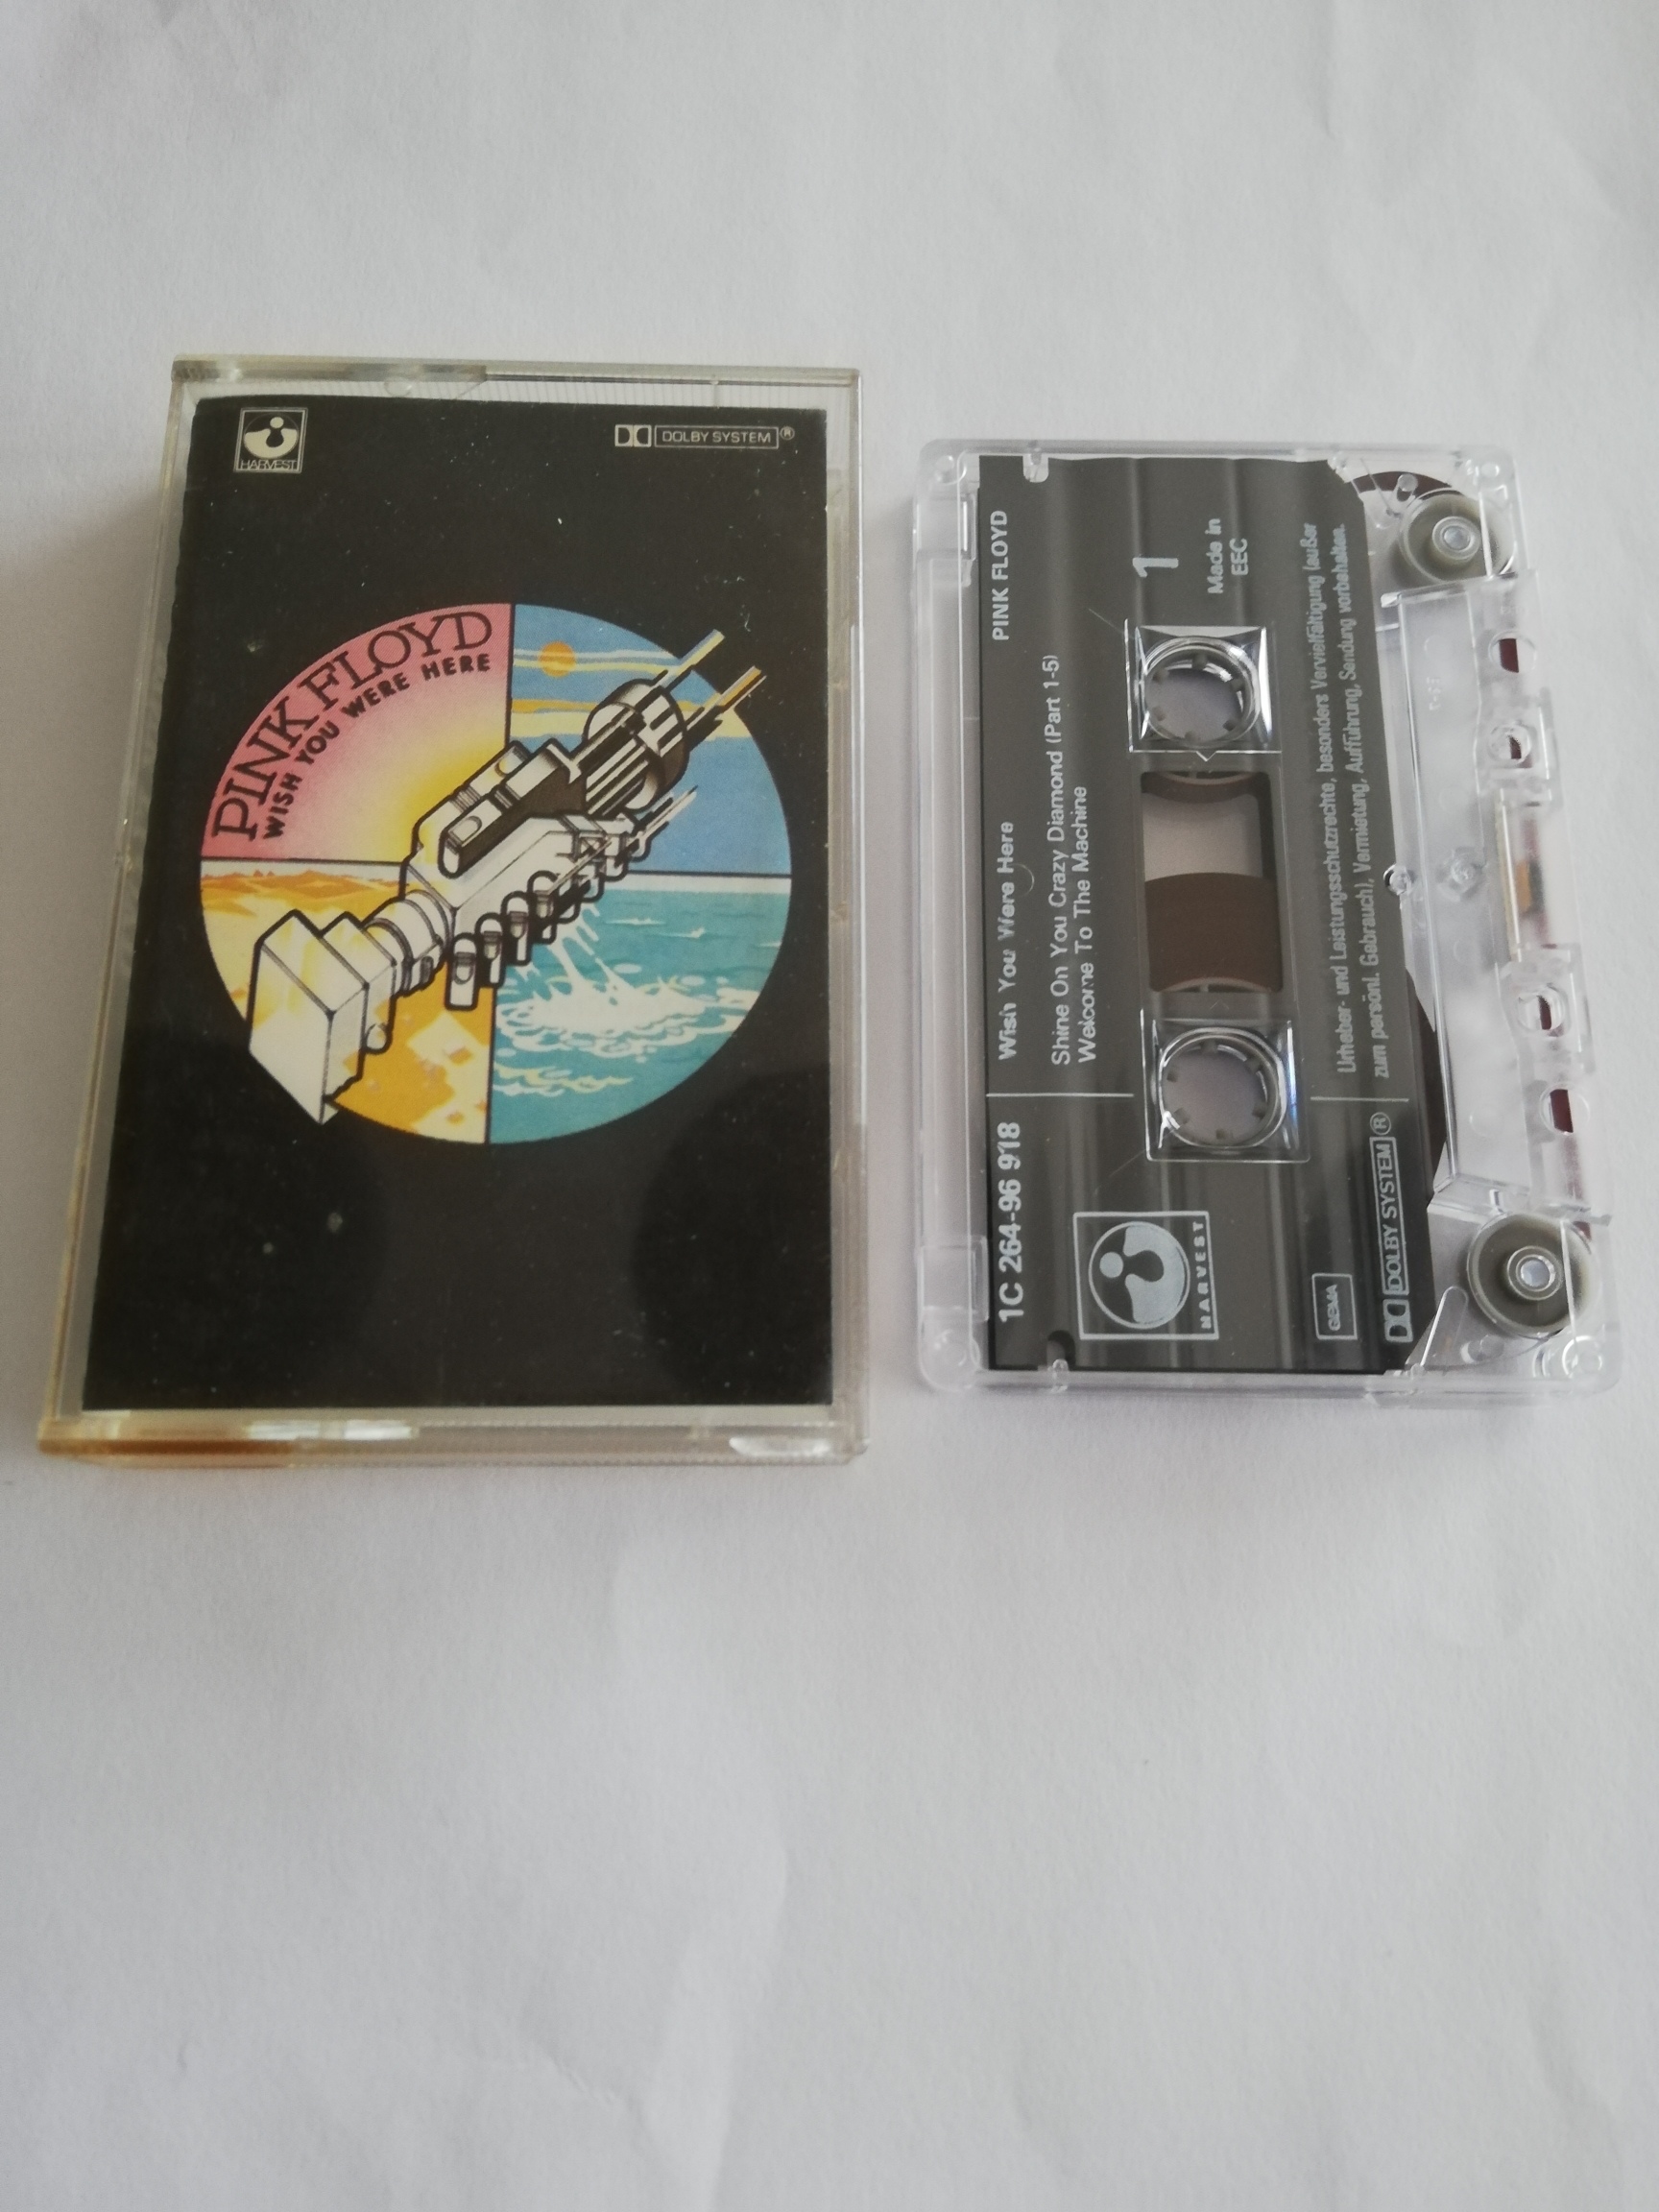 HARVEST
DOLBY SYSTEM®
PINK FLOYD
WISH YOU WERE HERE
1C 264-96 918
Wish You Were Here
PINK FLOYD
Shine On You Crazy Diamond (Part 1-5)
Welcome To The Machine
HARVEST
1
Made in
EEC
GEMA
Urheber- und Leistungsschutzrechte, besonders Vervielfältigung (außer
zum persönl. Gebrauch), Vermietung, Aufführung, Sendung vorbehalten.
DOLBY SYSTEM®